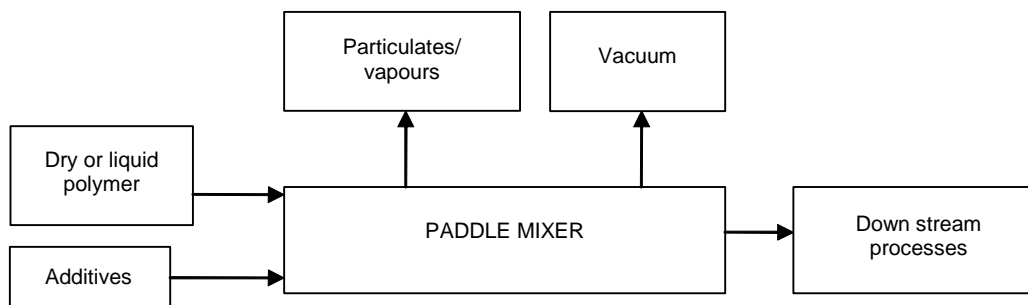 Particulates/
vapours
Vacuum
Dry or liquid
polymer
PADDLE MIXER
Down stream
processes
Additives